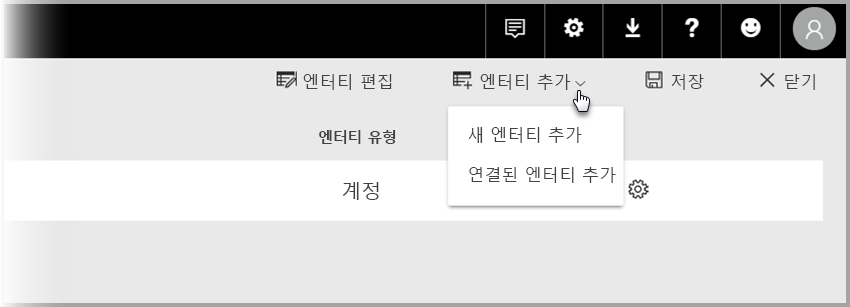 엔터티 편집 엔터티 추가 저장 닫기
엔터티 유형
새 엔터티 추가
연결된 엔터티 추가
계정